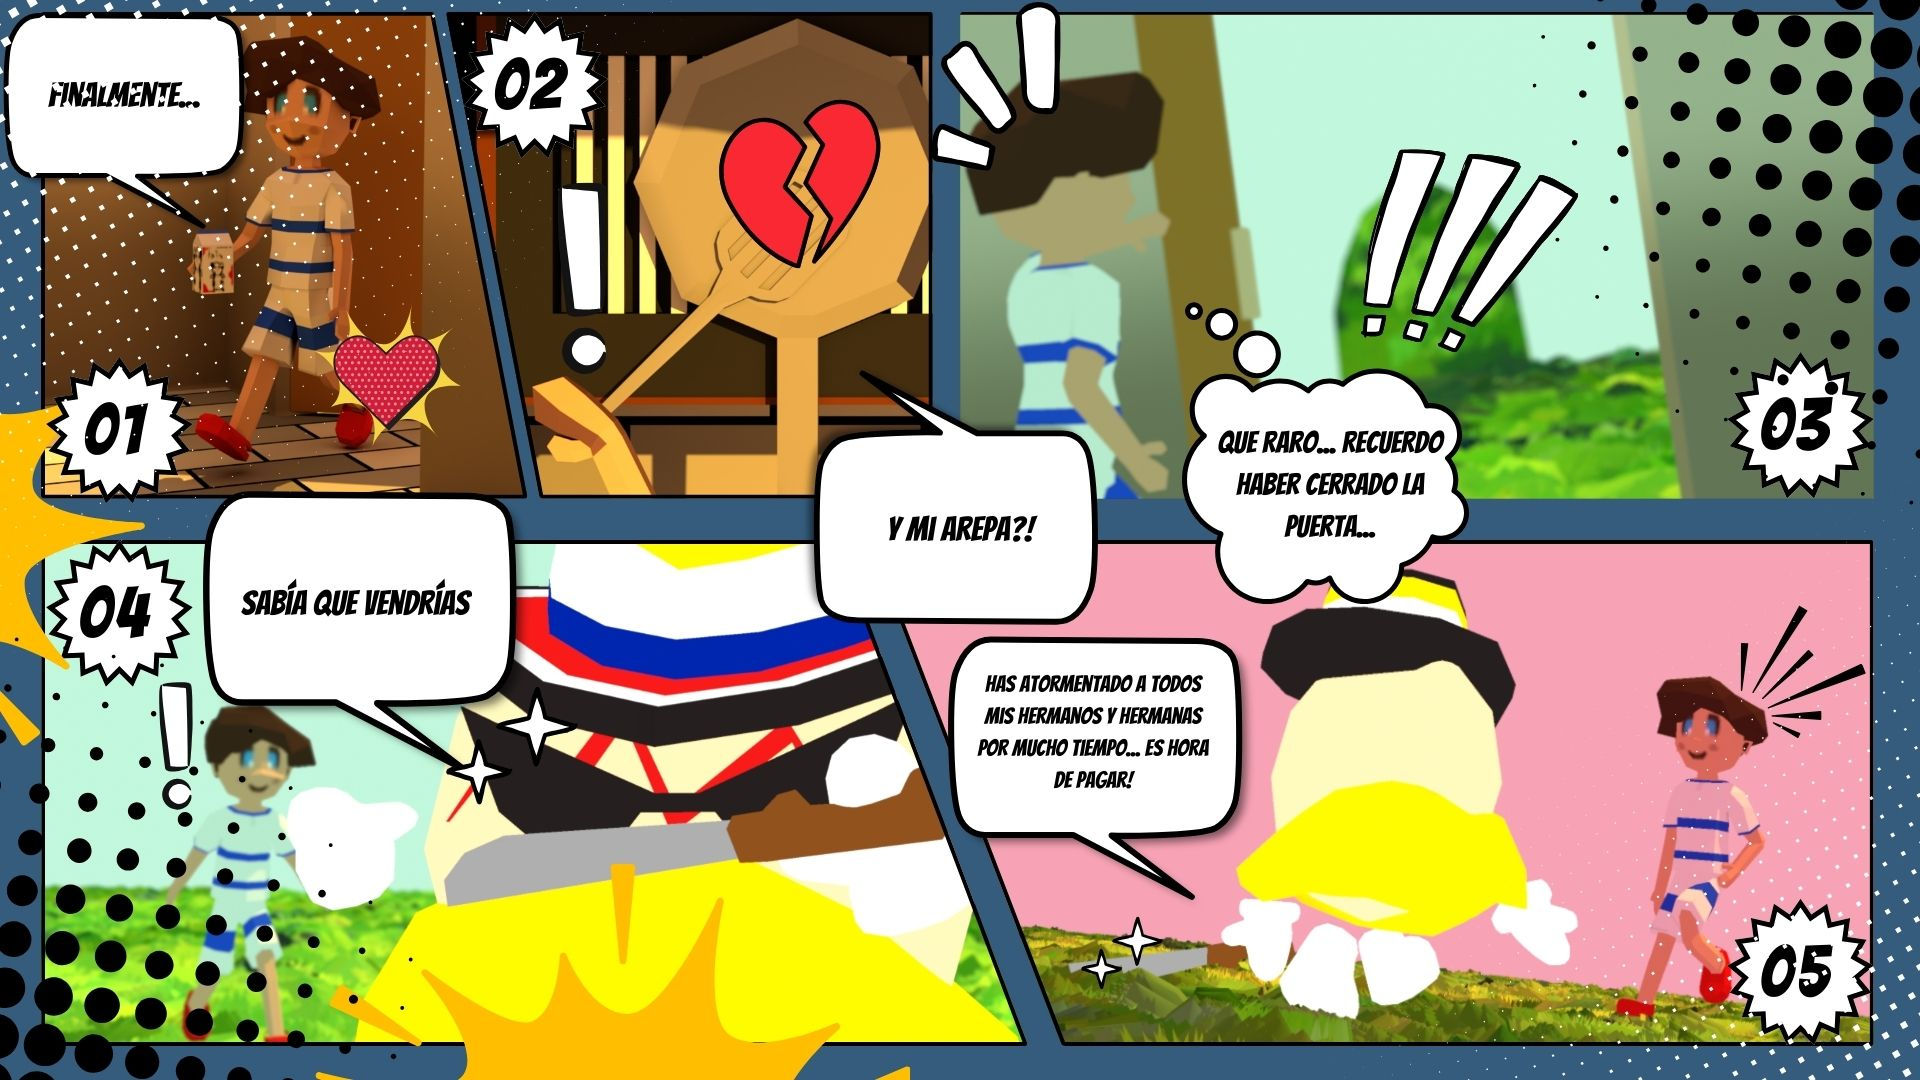 FINALMENTE...
01
02
Y MI AREPA?!
03
QUE RARO... RECUERDO
HABER CERRADO LA
PUERTA...
04
SABÍA QUE VENDRÍAS
HAS ATORMENTADO A TODOS
MIS HERMANOS Y HERMANAS
POR MUCHO TIEMPO... ES HORA
DE PAGAR!
05